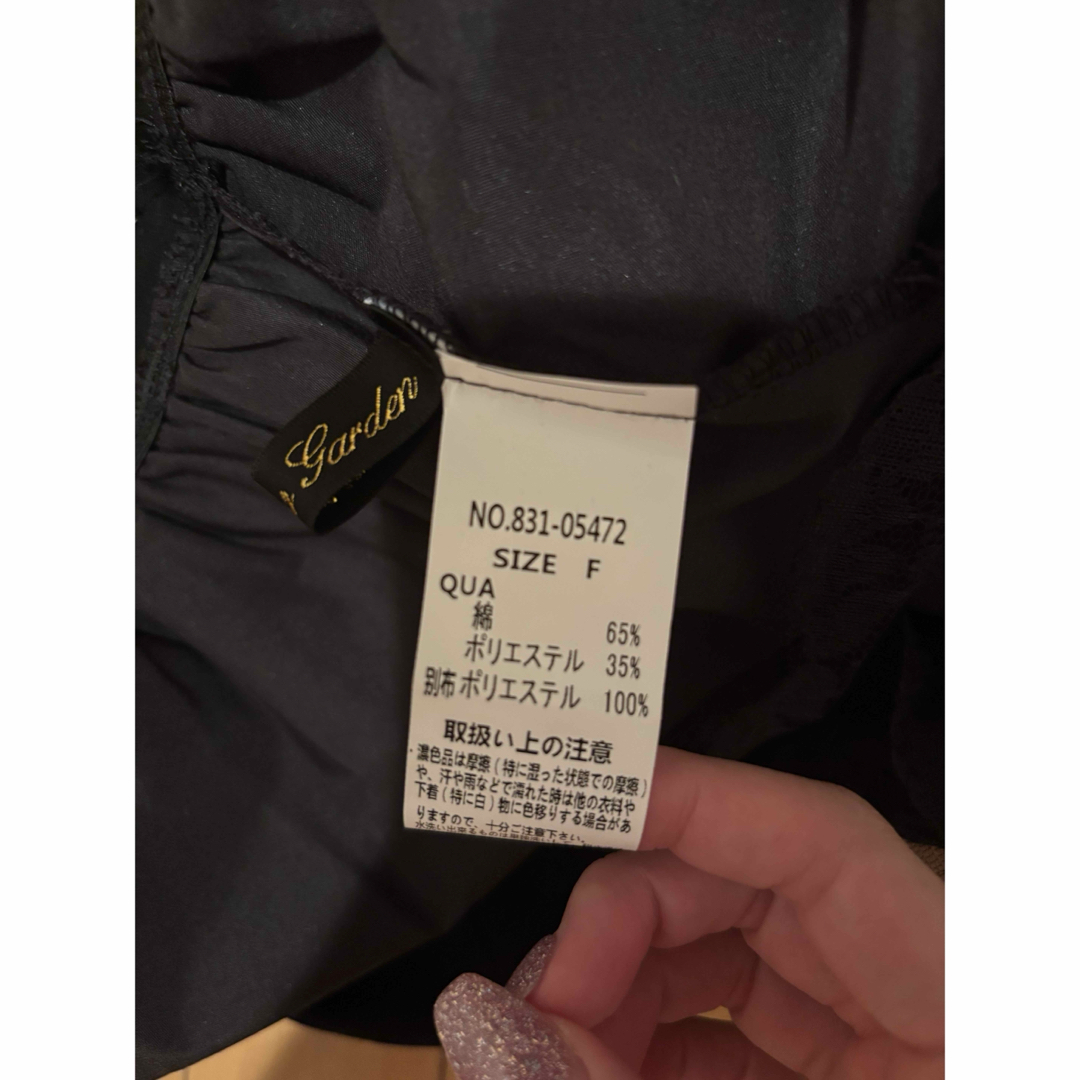 Garden
NO.831-05472
SIZE F
QUA
綿 65%
ポリエステル 35%
別布 ポリエステル 100%
取扱い上の注意
・濃色品は摩擦(特に湿った状態での摩擦)
や、汗や雨などで濡れた時は他の衣料や
下着(特に白)物に色移りする場合があ
りますので、十分ご注意下さい。